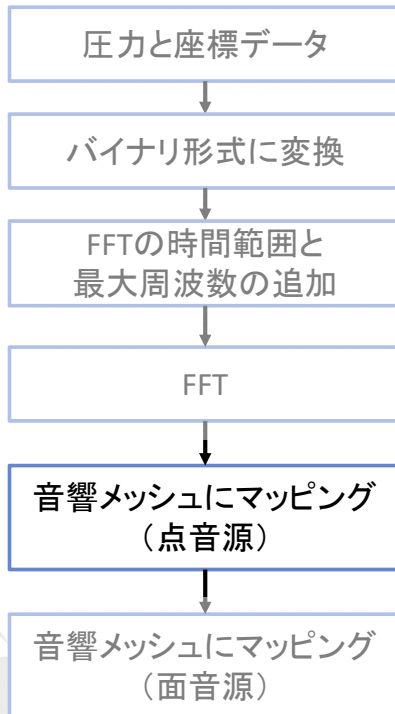 圧力と座標データ
バイナリ形式に変換
FFTの時間範囲と
最大周波数の追加
FFT
音響メッシュにマッピング
（点音源）
音響メッシュにマッピング
（面音源）